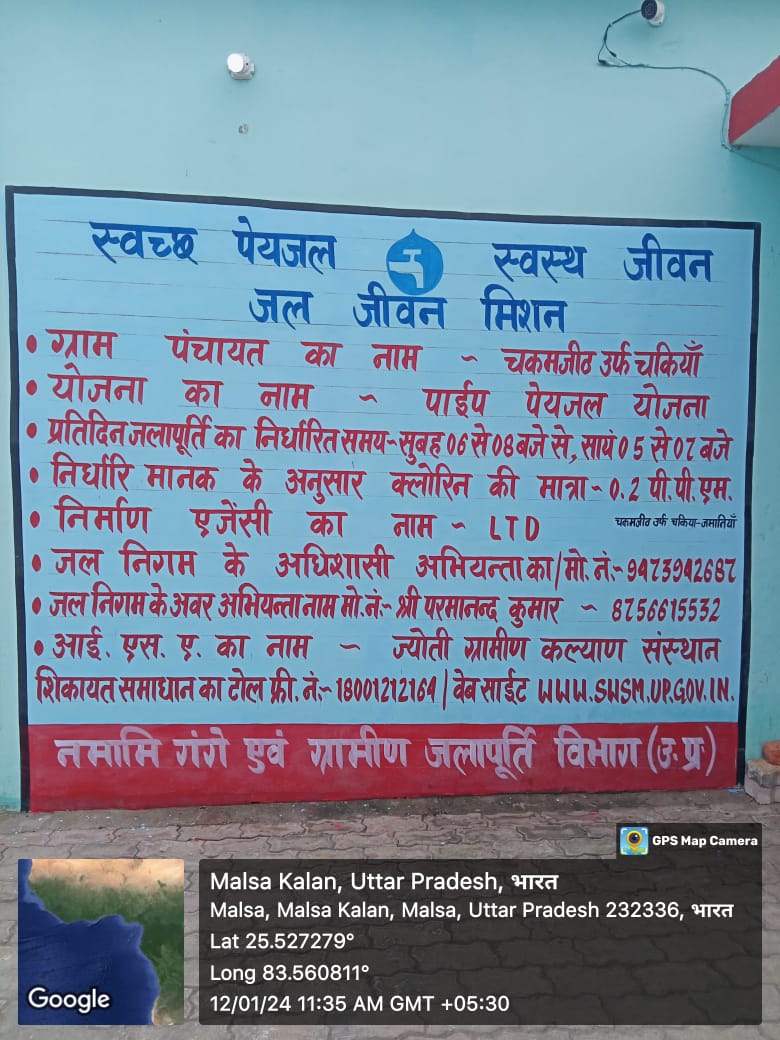 स्वच्छ पेयजल स्वस्थ जीवन
जल जीवन मिशन
• ग्राम पंचायत का नाम ~ चकमजीठ उर्फ चकियाँ
• योजना का नाम ~ पाईप पेयजल योजना
• प्रतिदिन जलापूर्ति का निर्धारित समय-सुबह 06 से 08 बजे से, सायं 05 से 07 बजे
• निर्धारि मानक के अनुसार क्लोरिन की मात्रा - 0.2 पी.पी.एम.
• निर्माण एजेंसी का नाम ~ LTD चकमजीठ उर्फ चकिया-जमातियाँ
• जल निगम के अधिशासी अभियन्ता का/मो.नं:- 9473942687
• जल निगम के अवर अभियन्ता नाम मो.नं:- श्री परमानन्द कुमार ~ 8756615532
• आई. एस. ए. का नाम ~ ज्योती ग्रामीण कल्याण संस्थान
शिकायत समाधान का टोल फ्री. नं:- 18001212164 | वेब साईट WWW.SWSM.UP.GOV.IN.
नमामि गंगे एवं ग्रामीण जलापूर्ति विभाग (उ.प्र.)
GPS Map Camera
Malsa Kalan, Uttar Pradesh, भारत
Malsa, Malsa Kalan, Malsa, Uttar Pradesh 232336, भारत
Lat 25.527279°
Long 83.560811°
12/01/24 11:35 AM GMT +05:30
Google